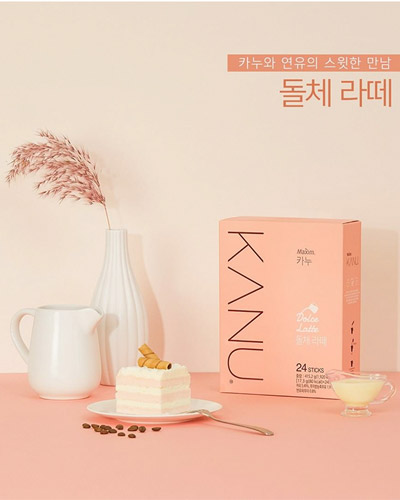 카누와 연유의 스윗한 만남
돌체 라떼
KANU®
Maxim
카누
Dolce
Latte
돌체 라떼
24 STICKS
KANU